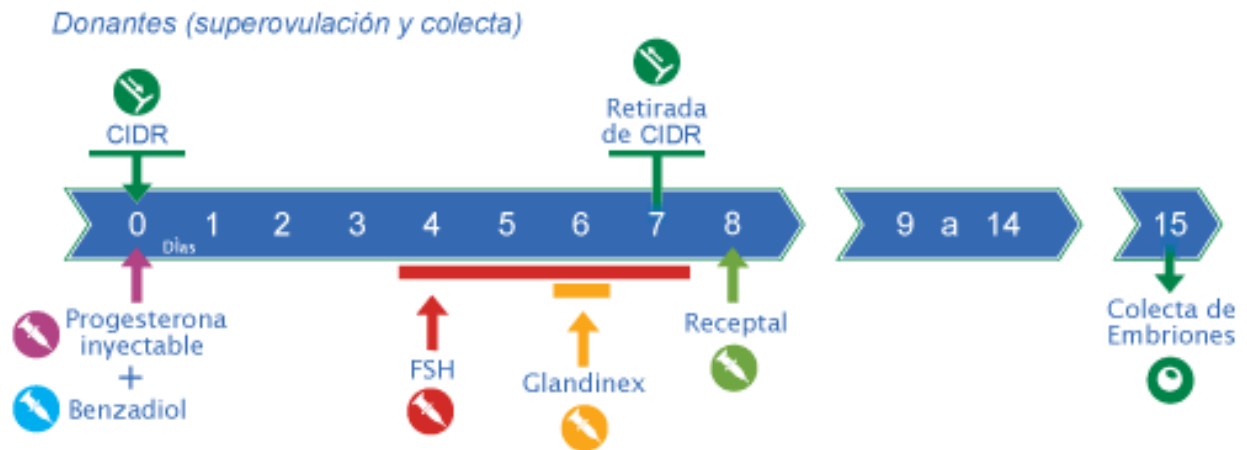 Donantes (superovulación y colecta)
CIDR
Retirada
de CIDR
0 1 2 3 4 5 6 7 8 9 a 14 15
Días
Progesterona
inyectable
+
Benzadiol
FSH
Glandinex
Receptal
Colecta de
Embriones